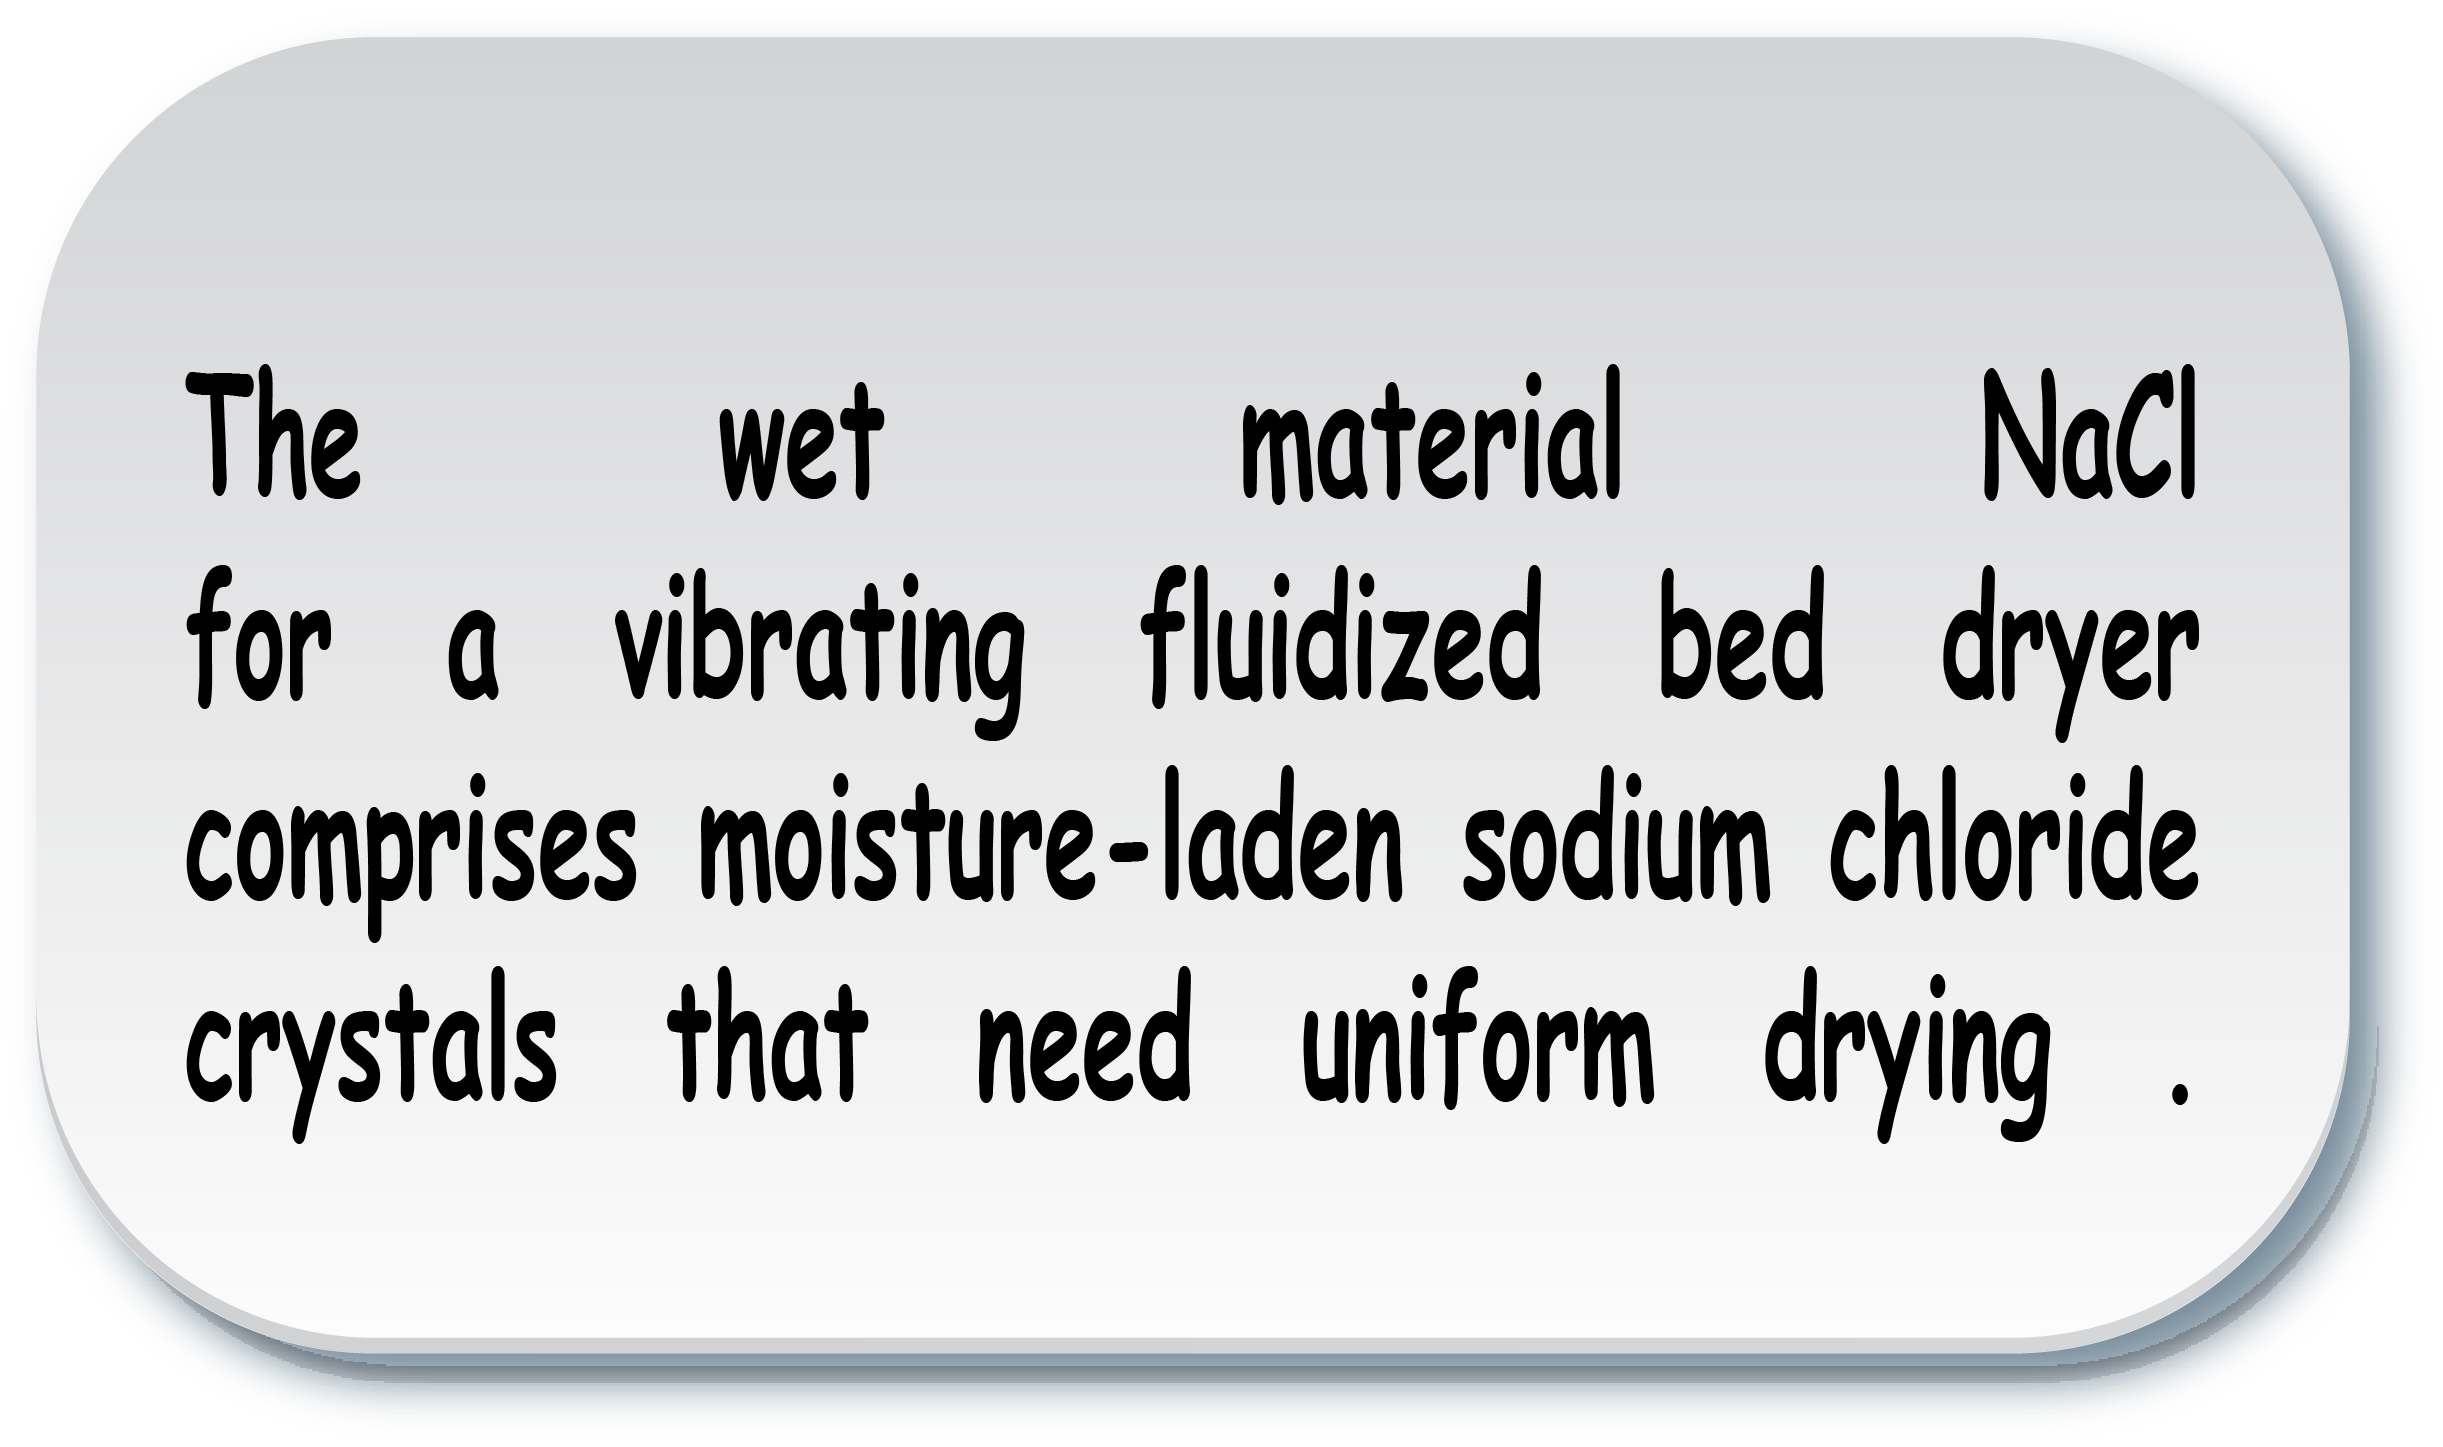 The wet material NaCl
for a vibrating fluidized bed dryer
comprises moisture-laden sodium chloride
crystals that need uniform drying .